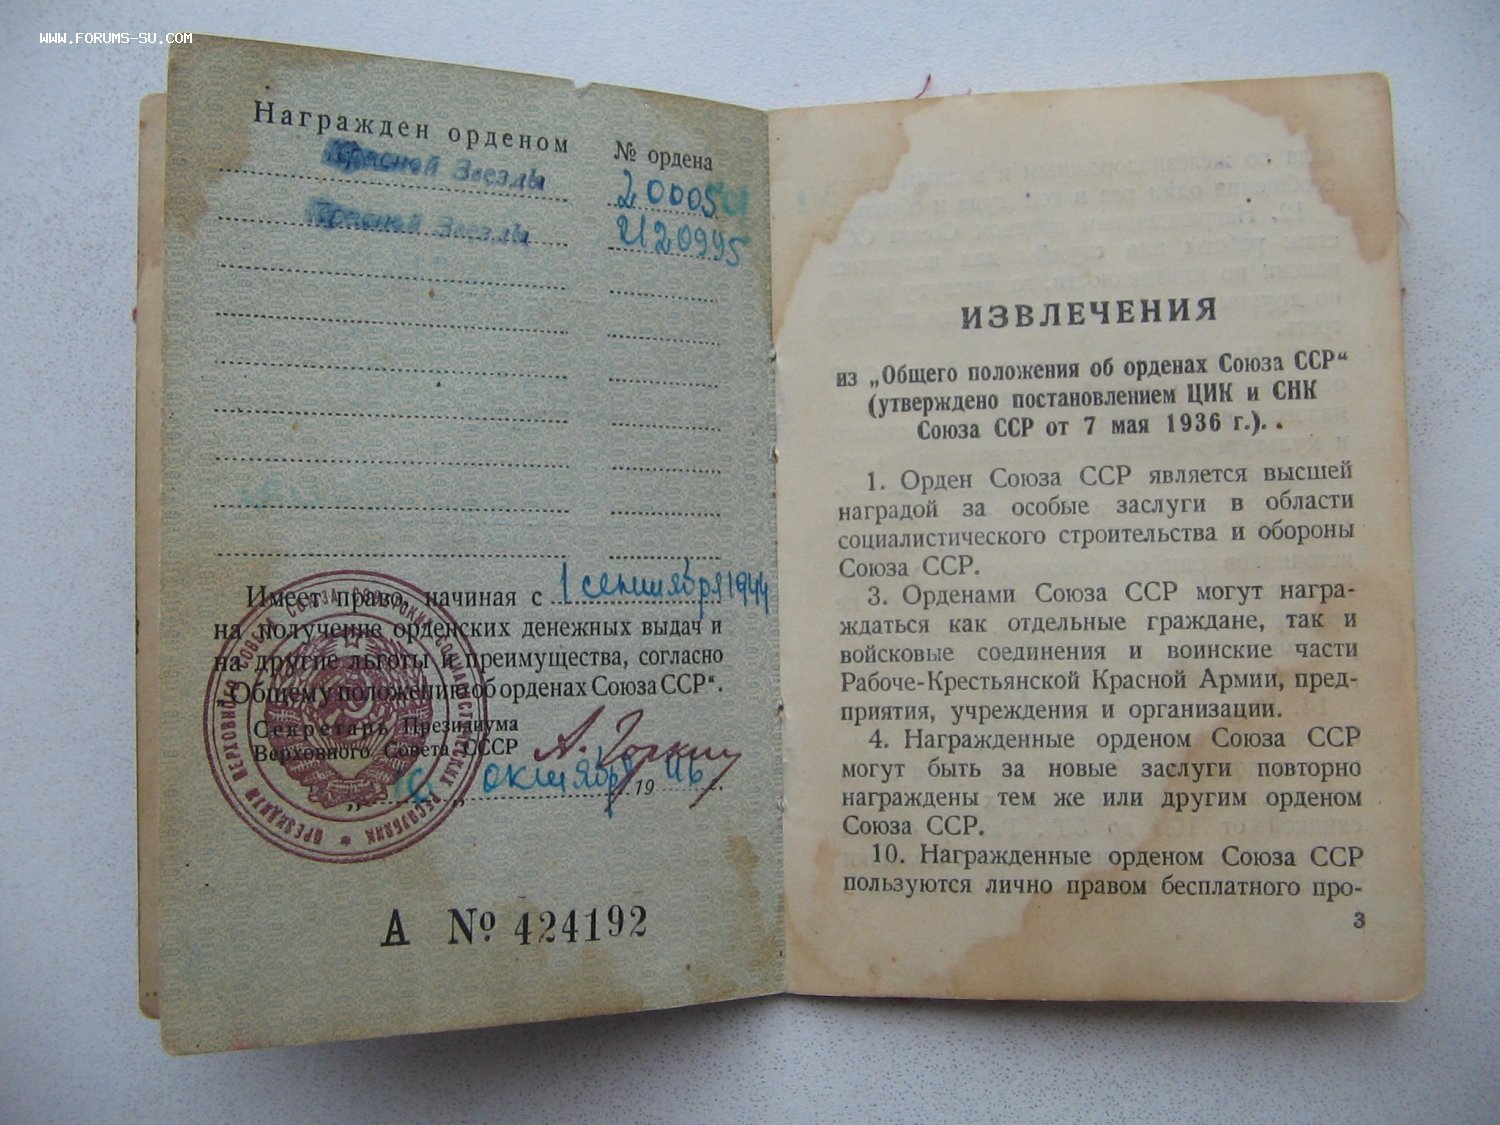 WWW.FORUMS-SU.COM
Награжден орденом № ордена
Красной Звезды
Красной Звезды
Имеет право, начиная с 1 сентября 1944
на получение орденских денежных выдач и
на другие льготы и преимущества, согласно
„Общему положению об орденах Союза ССР“.
Секретарь Президиума
Верховного Совета СССР А. Горкин
октября 1946 г.
А № 424192
ИЗВЛЕЧЕНИЯ
из „Общего положения об орденах Союза ССР“
(утверждено постановлением ЦИК и СНК
Союза ССР от 7 мая 1936 г.).
1. Орден Союза ССР является высшей
наградой за особые заслуги в области
социалистического строительства и обороны
Союза ССР.
3. Орденами Союза ССР могут награ-
ждаться как отдельные граждане, так и
войсковые соединения и воинские части
Рабоче-Крестьянской Красной Армии, пред-
приятия, учреждения и организации.
4. Награжденные орденом Союза ССР
могут быть за новые заслуги повторно
награждены тем же или другим орденом
Союза ССР.
10. Награжденные орденом Союза ССР
пользуются лично правом бесплатного про-
3